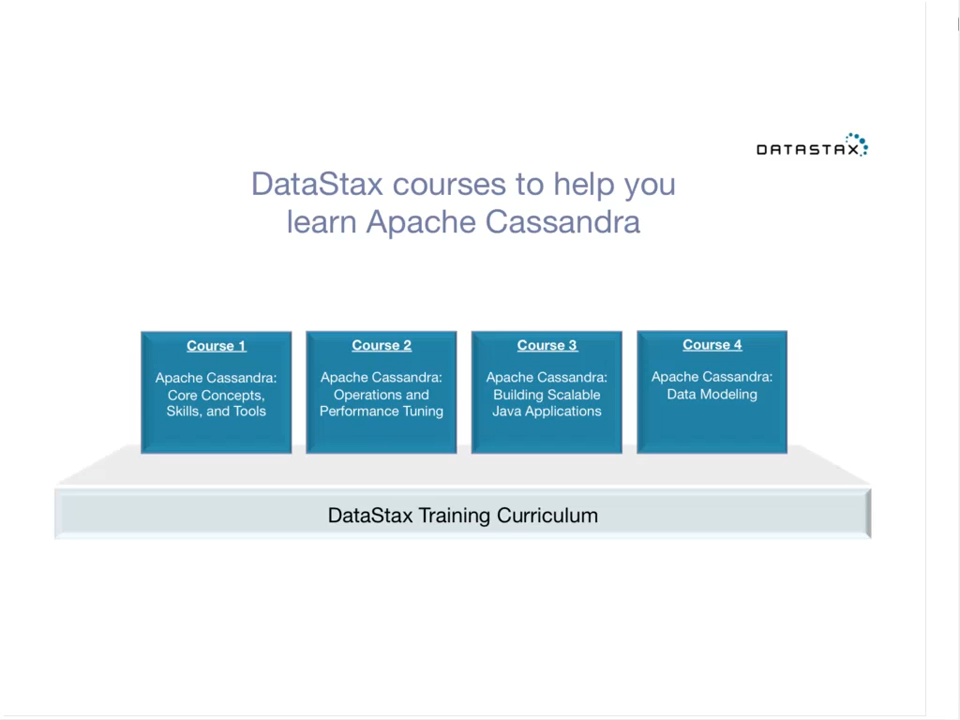 DATASTAX
DataStax courses to help you
learn Apache Cassandra
Course 1
Apache Cassandra:
Core Concepts,
Skills, and Tools
Course 2
Apache Cassandra:
Operations and
Performance Tuning
Course 3
Apache Cassandra:
Building Scalable
Java Applications
Course 4
Apache Cassandra:
Data Modeling
DataStax Training Curriculum